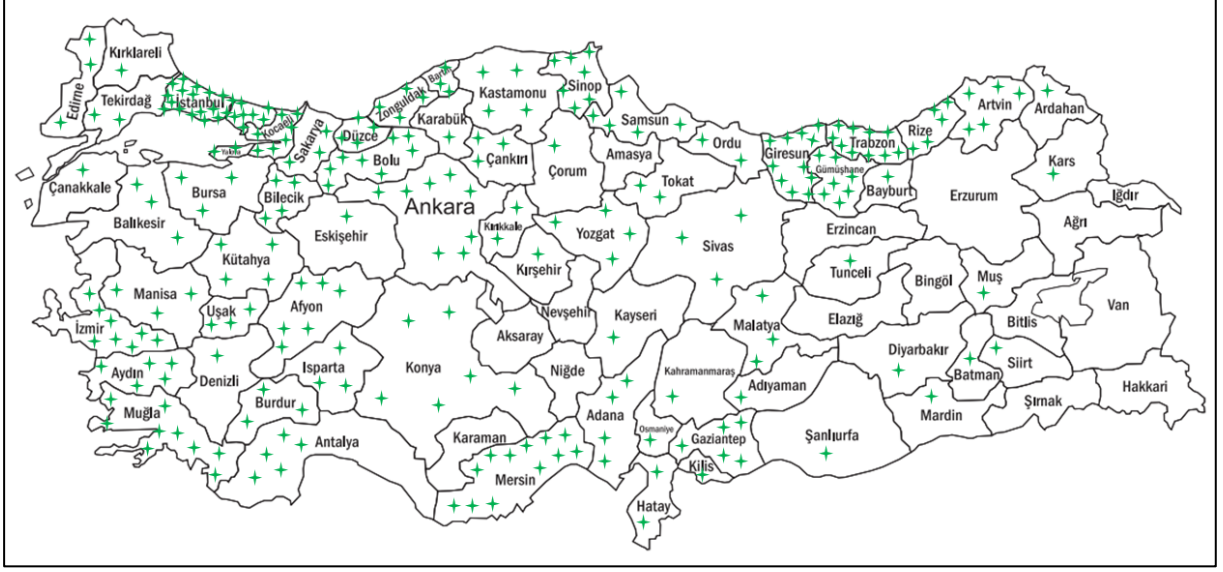 Kırklareli
Edime
Tekirdağ
İstanbul
Kocaeli
Yalova
Sakarya
Düzce
Zonguldak
Bartın
Karabük
Kastamonu
Sinop
Samsun
Ordu
Giresun
Trabzon
Rize
Artvin
Ardahan
Gümüşhane
Bayburt
Kars
Iğdır
Erzurum
Ağrı
Çanakkale
Bursa
Bilecik
Bolu
Çankırı
Çorum
Amasya
Tokat
Balıkesir
Eskişehir
Ankara
Kırıkkale
Yozgat
Sivas
Erzincan
Kütahya
Kırşehir
Tunceli
Bingöl
Muş
Van
Manisa
Uşak
Afyon
Nevşehir
Kayseri
Malatya
Elazığ
Bitlis
İzmir
Aksaray
Aydın
Denizli
Isparta
Konya
Niğde
Kahramanmaraş
Adıyaman
Diyarbakır
Batman
Siirt
Hakkari
Muğla
Burdur
Antalya
Karaman
Mersin
Adana
Osmaniye
Gaziantep
Kilis
Şanlıurfa
Mardin
Şımak
Hatay